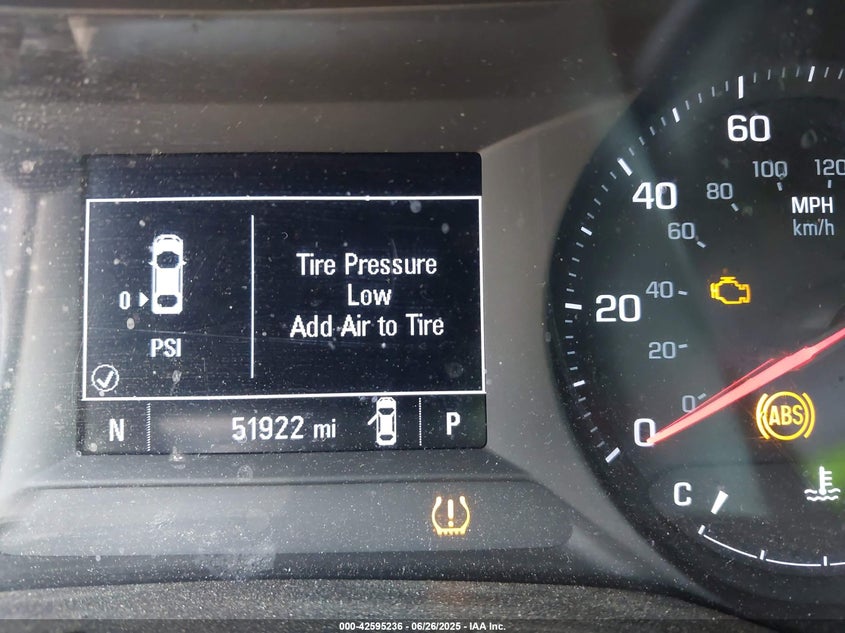 Tire Pressure
Low
Add Air to Tire
0
PSI
N
51922 mi
P
60
40
20
0
100
120
80
60
40
20
0
MPH
km/h
ABS
C
000-42595236 - 06/26/2025 - IAA Inc.